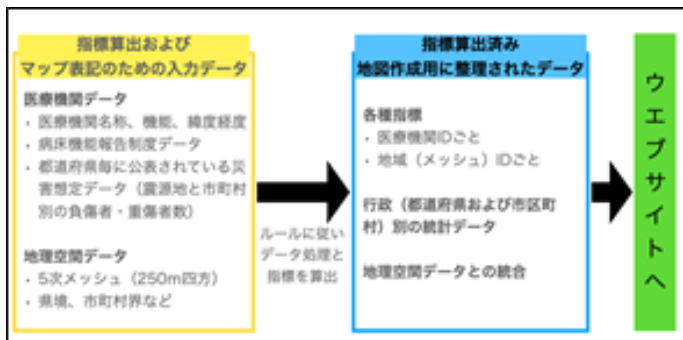 指標算出および
マップ表記のための入力データ
医療機関データ
・ 医療機関名称、機能、緯度経度
・ 病床機能報告制度データ
・ 都道府県毎に公表されている災
害想定データ（震源地と市町村
別の負傷者・重傷者数）
地理空間データ
・ 5次メッシュ（250m四方）
・ 県境、市町村界など
ルールに従い
データ処理と
指標を算出
指標算出済み
地図作成用に整理されたデータ
各種指標
・ 医療機関IDごと
・ 地域（メッシュ）IDごと
行政（都道府県および市区町
村）別の統計データ
地理空間データとの統合
ウエブサイトへ